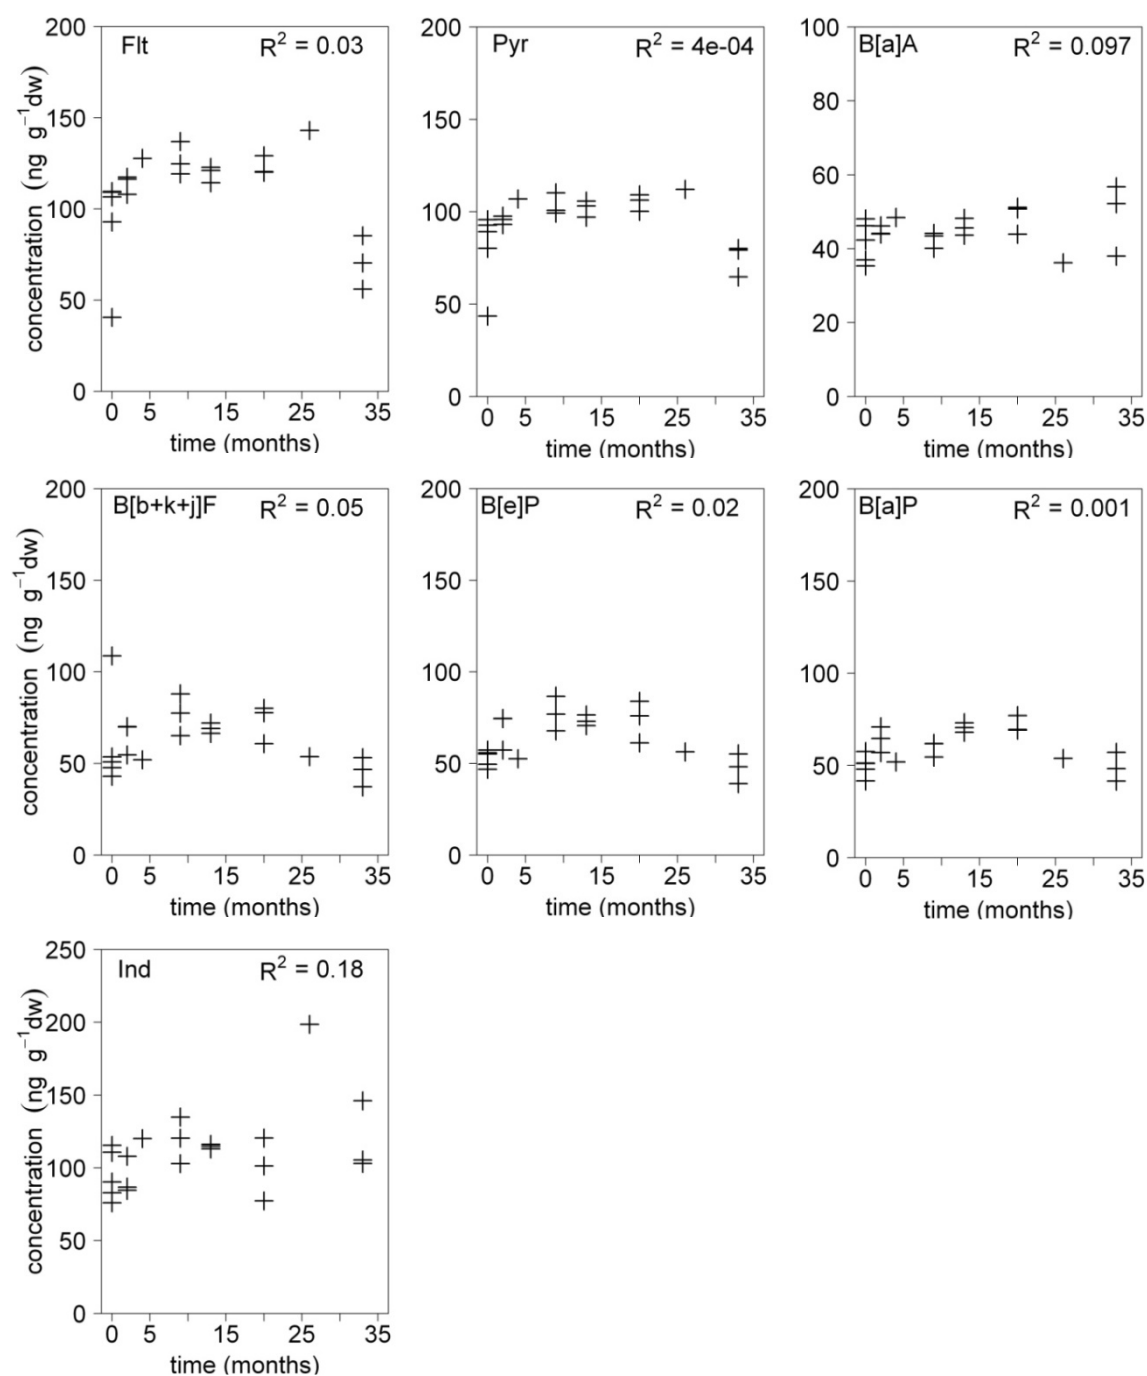 Flt R² = 0.03
200
150
100
50
0
concentration (ng g⁻¹dw)
0 5 15 25 35
time (months)
Pyr R² = 4e-04
200
150
100
50
0
0 5 15 25 35
time (months)
B[a]A R² = 0.097
100
80
60
40
20
0
0 5 15 25 35
time (months)
B[b+k+j]F R² = 0.05
200
150
100
50
0
concentration (ng g⁻¹dw)
0 5 15 25 35
time (months)
B[e]P R² = 0.02
200
150
100
50
0
0 5 15 25 35
time (months)
B[a]P R² = 0.001
200
150
100
50
0
0 5 15 25 35
time (months)
Ind R² = 0.18
250
200
150
100
50
0
concentration (ng g⁻¹dw)
0 5 15 25 35
time (months)